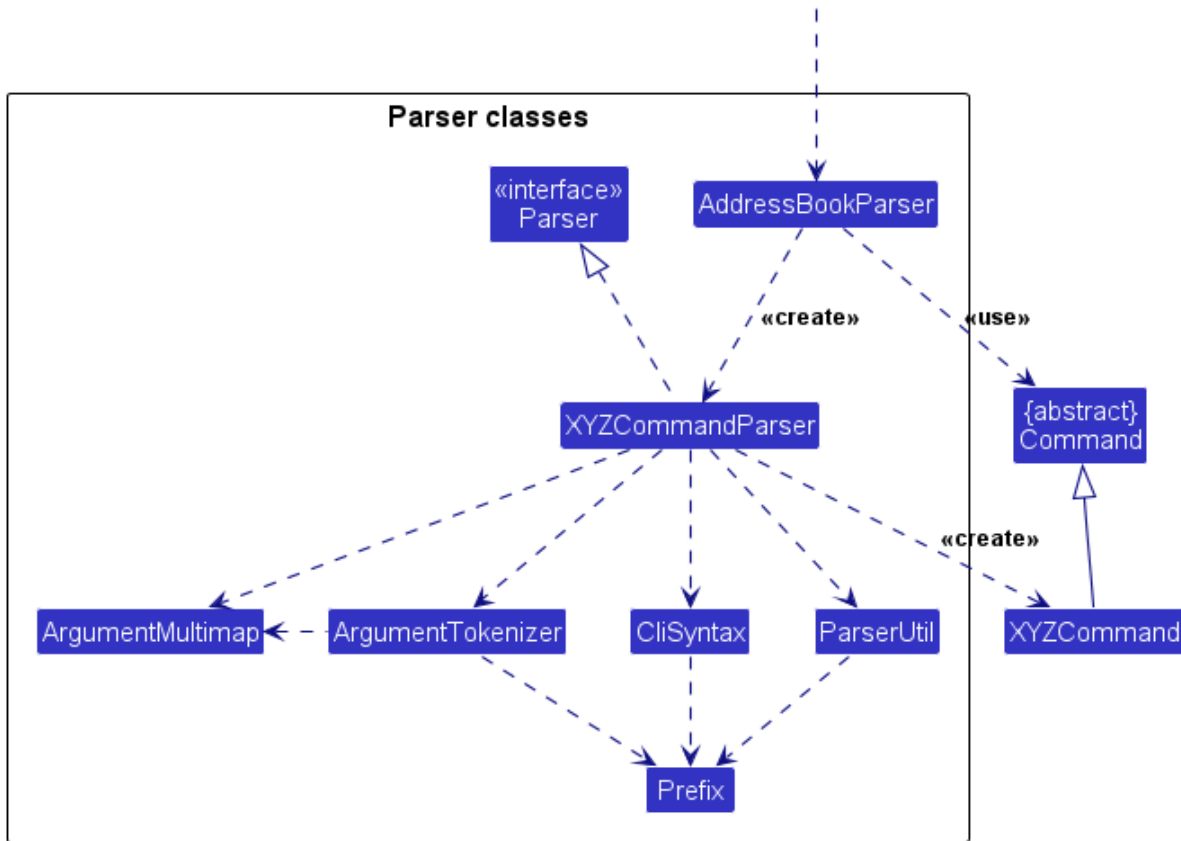 Parser classes
«interface»
Parser
AddressBookParser
«create»
«use»
{abstract}
Command
XYZCommandParser
«create»
ArgumentMultimap
ArgumentTokenizer
CliSyntax
ParserUtil
XYZCommand
Prefix